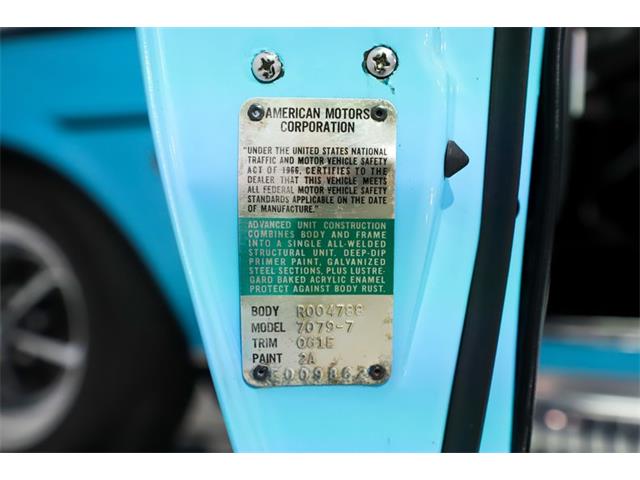 AMERICAN MOTORS
CORPORATION
"UNDER THE UNITED STATES NATIONAL
TRAFFIC AND MOTOR VEHICLE SAFETY
ACT OF 1966, CERTIFIES TO THE
DEALER THAT THIS VEHICLE MEETS
ALL FEDERAL MOTOR VEHICLE SAFETY
STANDARDS APPLICABLE ON THE DATE
OF MANUFACTURE."
ADVANCED UNIT CONSTRUCTION
COMBINES BODY AND FRAME
INTO A SINGLE ALL-WELDED
STRUCTURAL UNIT. DEEP-DIP
PRIMER PAINT, GALVANIZED
STEEL SECTIONS, PLUS LUSTRE-
GARD BAKED ACRYLIC ENAMEL
PROTECT AGAINST BODY RUST.
BODY R004788
MODEL 7079-7
TRIM 061E
PAINT 2A